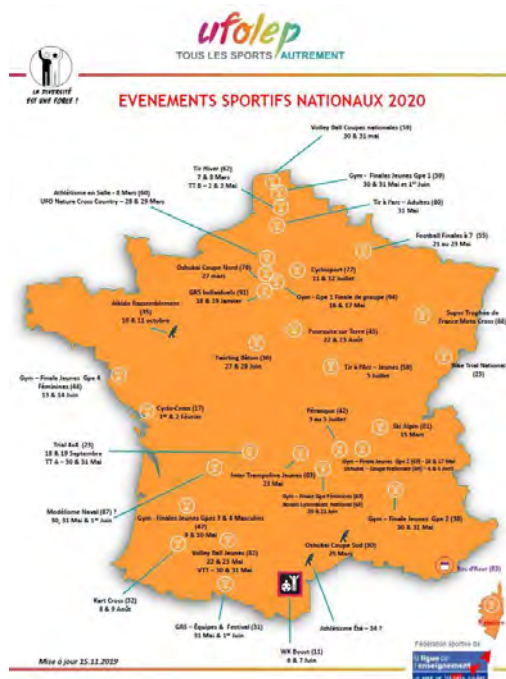 ufolep
TOUS LES SPORTS AUTREMENT
LA DIVERSITÉ
EST UNE FORCE !
EVENEMENTS SPORTIFS NATIONAUX 2020
Volley Ball Coupes nationales (59)
30 & 31 mai
Tir Hiver (62)
7 & 8 Mars
TT B – 2 & 3 Mai
Gym – Finales Jeunes Gpe 1 (59)
30 & 31 Mai et 1er Juin
Athlétisme en Salle – 8 Mars (60)
UFO Nature Cross Country – 28 & 29 Mars
Tir à l'arc – Adultes (80)
31 Mai
Football Finales à 7 (55)
21 au 23 Mai
Oshukai Coupe Nord (78)
27 mars
Cyclosport (77)
11 & 12 Juillet
GRS Individuels (91)
18 & 19 Janvier
Gym – Gpe 1 Finale de groupe (94)
16 & 17 Mai
Aïkido Rassemblement
(35)
10 & 11 octobre
Super Trophée de
France Moto Cross (68)
Poursuite sur Terre (45)
22 & 23 Août
Twirling Bâton (36)
27 & 28 Juin
Tir à l'Arc – Jeunes (58)
5 Juillet
Bike Trial National
(25)
Gym – Finale Jeunes Gpe 4
Féminines (44)
13 & 14 Juin
Cyclo-Cross (17)
1er & 2 Février
Pétanque (42)
3 au 5 Juillet
Ski Alpin (01)
15 Mars
Trial 4x4 (23)
18 & 19 Septembre
TT A – 30 & 31 Mai
Inter Trampoline Jeunes (63)
23 Mai
Modélisme Naval (87) ?
30, 31 Mai & 1er Juin
Gym – Finales Jeunes Gpes 3 & 4 Masculins
(47)
9 & 10 Mai
Gym – Finale Jeunes Gpe 2 (38)
30 & 31 Mai
Volley Ball Jeunes (82)
22 & 23 Mai
VTT – 30 & 31 Mai
Oshukai Coupe Sud (30)
29 Mars
Kart Cross (32)
8 & 9 Août
GRS – Équipes & Festival (31)
31 Mai & 1er Juin
WK Boost (11)
6 & 7 Juin
Athlétisme Été – 34 ?
Mise à jour 15.11.2019
Fédération sportive de
la ligue de
l'enseignement